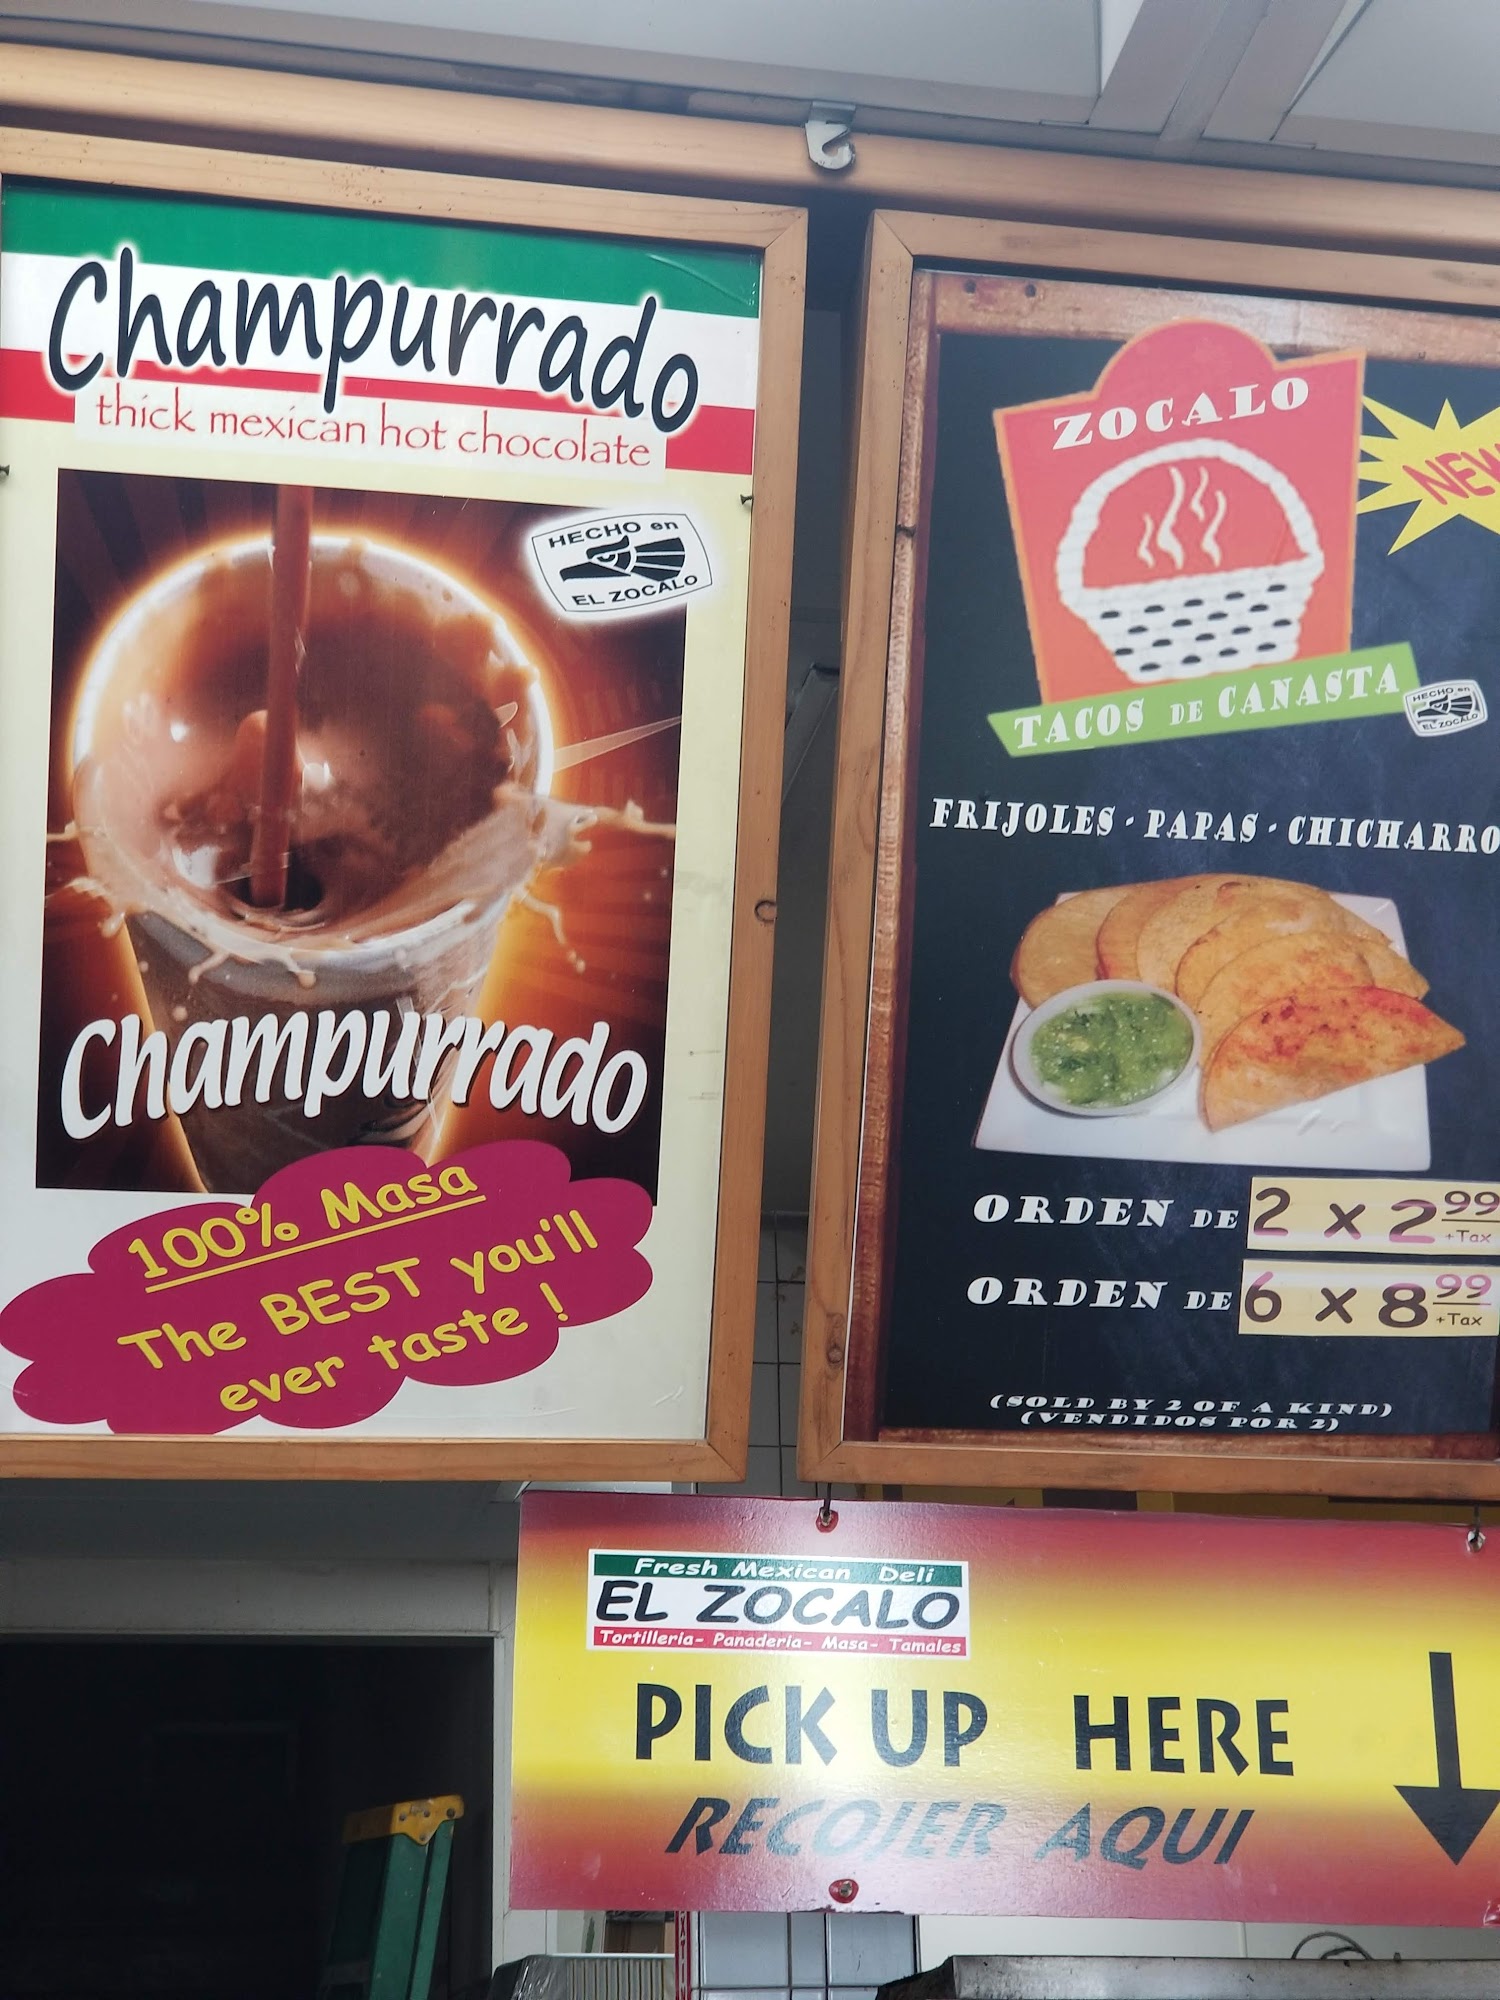 Champurrado
thick mexican hot chocolate
HECHO en
EL ZOCALO
Champurrado
100% Masa
The BEST you'll
ever taste !
ZOCALO
NEW
TACOS DE CANASTA
HECHO en
EL ZOCALO
FRIJOLES - PAPAS - CHICHARRO
ORDEN DE 2 x 2.99
+Tax
ORDEN DE 6 x 8.99
+Tax
(SOLD BY 2 OF A KIND)
(VENDIDOS POR 2)
Fresh Mexican Deli
EL ZOCALO
Tortilleria- Panaderia- Masa- Tamales
PICK UP HERE
RECOJER AQUI